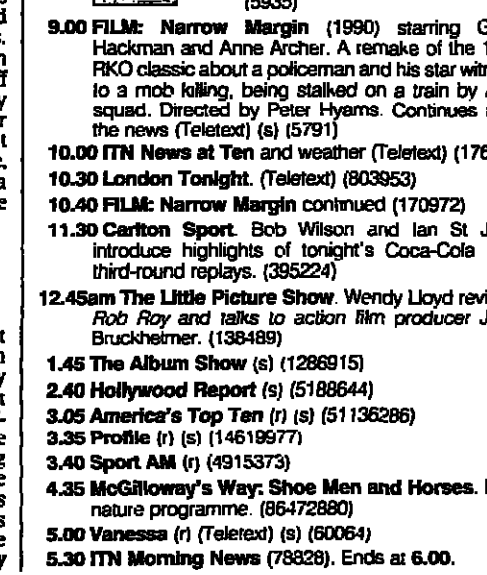 (5935)
9.00 FILM: Narrow Margin (1990) starring G
Hackman and Anne Archer. A remake of the 1
RKO classic about a policeman and his star witn
to a mob killing, being stalked on a train by
squad. Directed by Peter Hyams. Continues
the news (Teletext) (s) (5791)
10.00 ITN News at Ten and weather (Teletext) (176
10.30 London Tonight. (Teletext) (803953)
10.40 FILM: Narrow Margin continued (170972)
11.30 Carlton Sport. Bob Wilson and Ian St J
introduce highlights of tonight's Coca-Cola
third-round replays. (395224)
12.45am The Little Picture Show. Wendy Lloyd revi
Rob Roy and talks to action film producer J
Bruckheimer. (138489)
1.45 The Album Show (s) (1286915)
2.40 Hollywood Report (s) (5188644)
3.05 America's Top Ten (r) (s) (51136286)
3.35 Profile (r) (s) (14619977)
3.40 Sport AM (r) (4915373)
4.35 McGilloway's Way: Shoe Men and Horses.
nature programme. (86472880)
5.00 Vanessa (r) (Teletext) (s) (60064)
5.30 ITN Morning News (78828). Ends at 6.00.